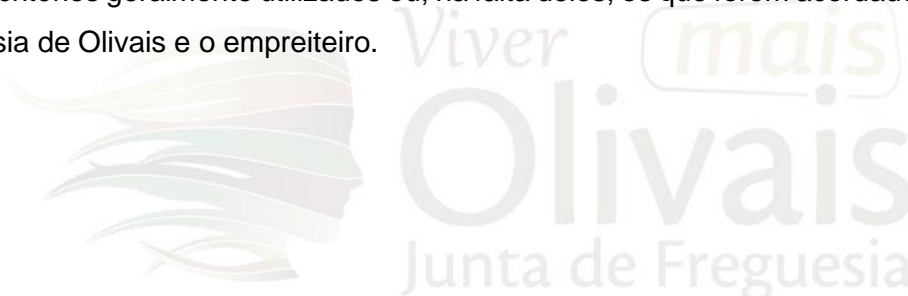 critérios geralmente utilizados ou, na falta deles, os que forem acordad
sia de Olivais e o empreiteiro.
Viver mais
Olivais
Junta de Freguesia